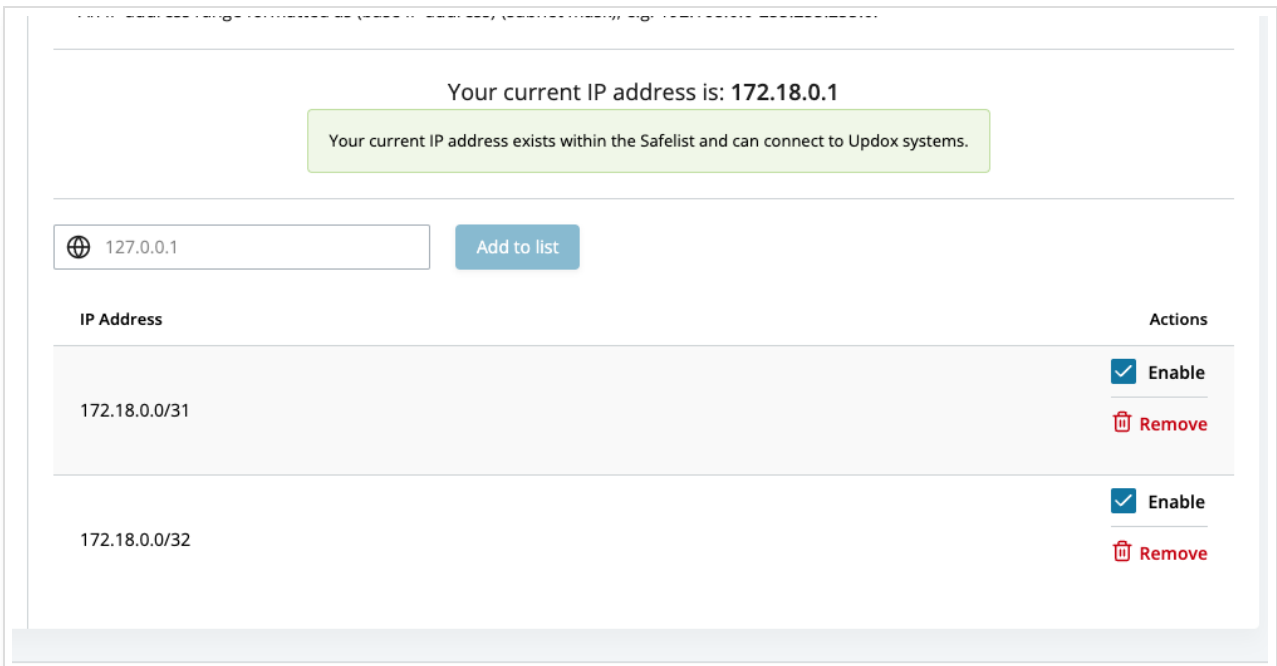 Your current IP address is: 172.18.0.1
Your current IP address exists within the Safelist and can connect to Updox systems.
127.0.0.1
Add to list
IP Address
Actions
Enable
172.18.0.0/31
Remove
Enable
172.18.0.0/32
Remove